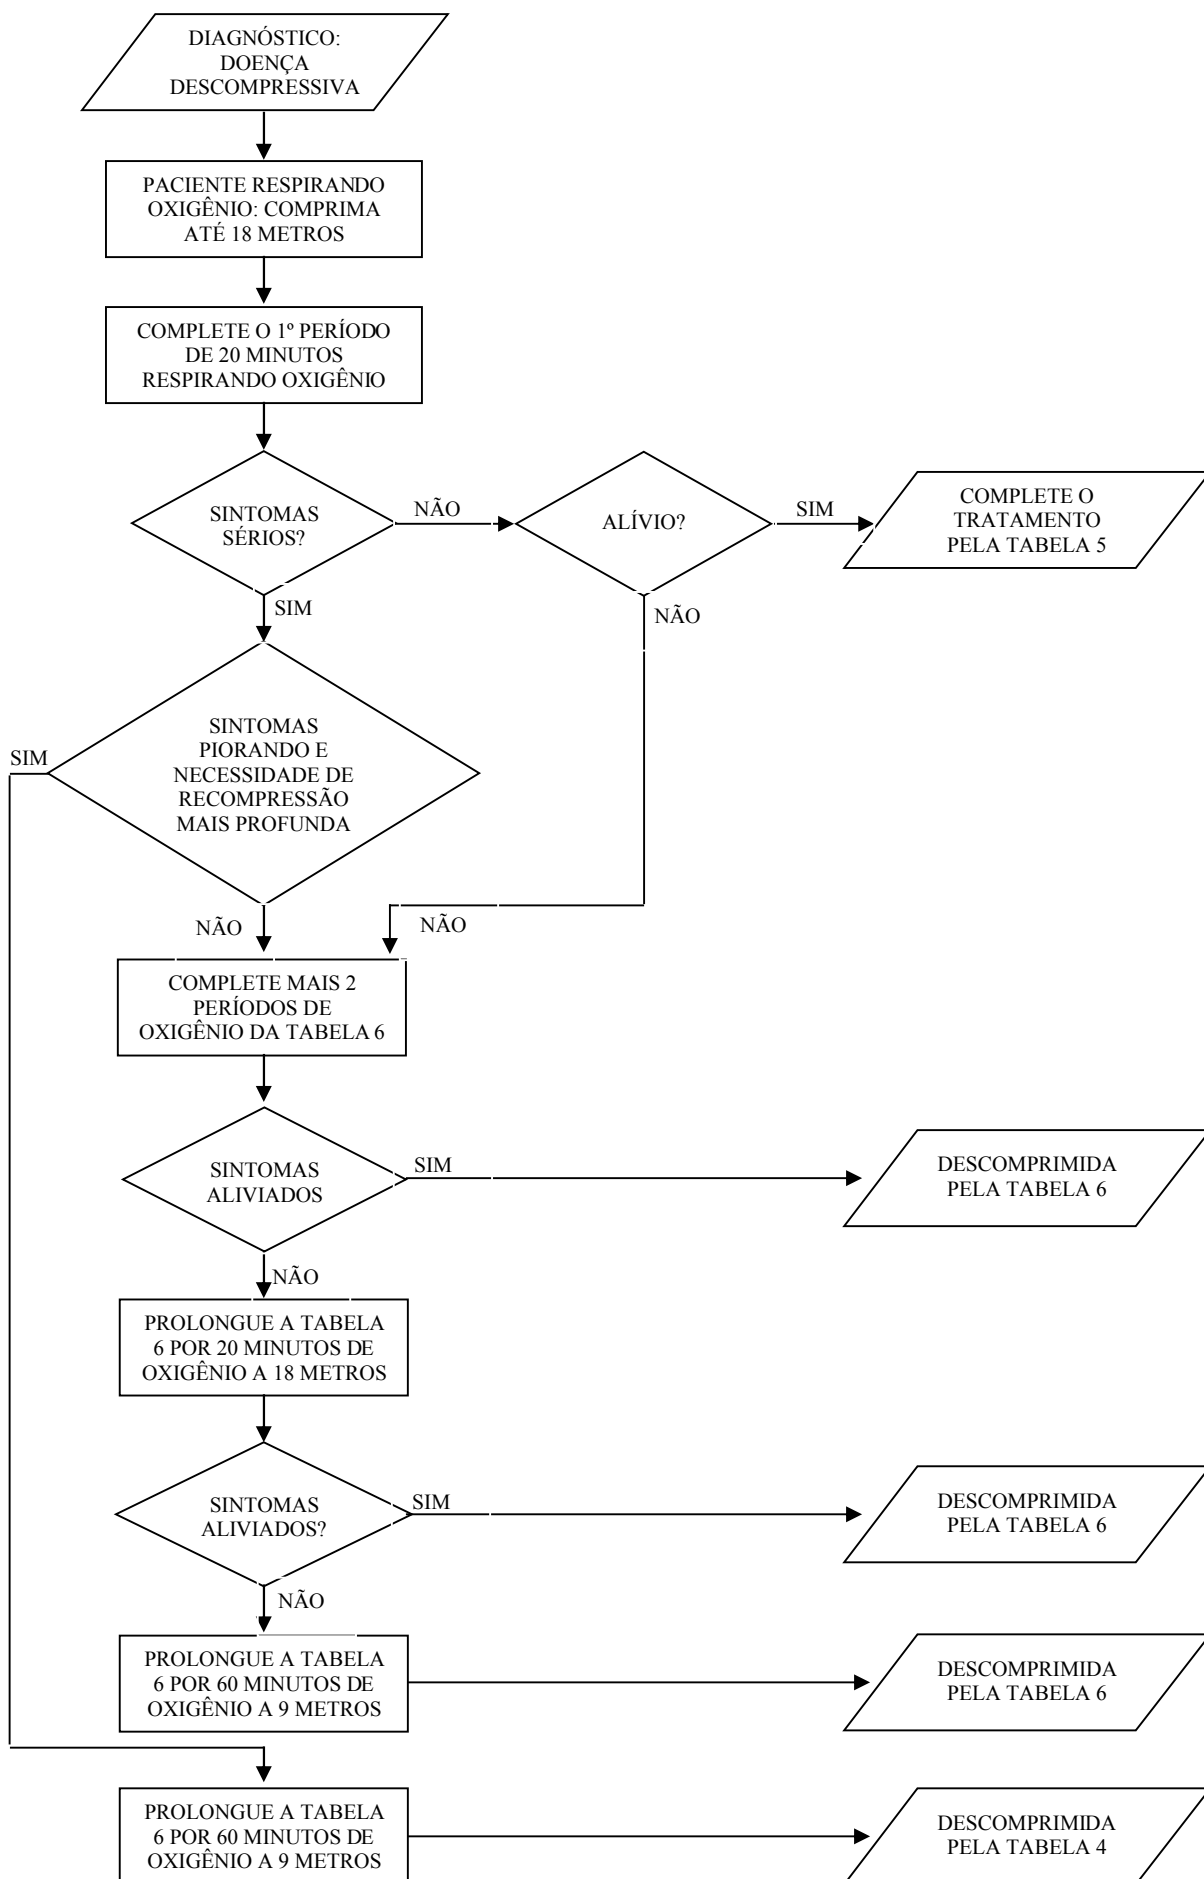 DIAGNÓSTICO:
DOENÇA
DESCOMPRESSIVA
PACIENTE RESPIRANDO
OXIGÊNIO: COMPRIMA
ATÉ 18 METROS
COMPLETE O 1º PERÍODO
DE 20 MINUTOS
RESPIRANDO OXIGÊNIO
SINTOMAS
SÉRIOS?
NÃO
ALÍVIO?
SIM
COMPLETE O
TRATAMENTO
PELA TABELA 5
SIM
NÃO
SINTOMAS
PIORANDO E
NECESSIDADE DE
RECOMPRESSÃO
MAIS PROFUNDA
SIM
NÃO
NÃO
COMPLETE MAIS 2
PERÍODOS DE
OXIGÊNIO DA TABELA 6
SINTOMAS
ALIVIADOS
SIM
DESCOMPRIMIDA
PELA TABELA 6
NÃO
PROLONGUE A TABELA
6 POR 20 MINUTOS DE
OXIGÊNIO A 18 METROS
SINTOMAS
ALIVIADOS?
SIM
DESCOMPRIMIDA
PELA TABELA 6
NÃO
PROLONGUE A TABELA
6 POR 60 MINUTOS DE
OXIGÊNIO A 9 METROS
DESCOMPRIMIDA
PELA TABELA 6
PROLONGUE A TABELA
6 POR 60 MINUTOS DE
OXIGÊNIO A 9 METROS
DESCOMPRIMIDA
PELA TABELA 4